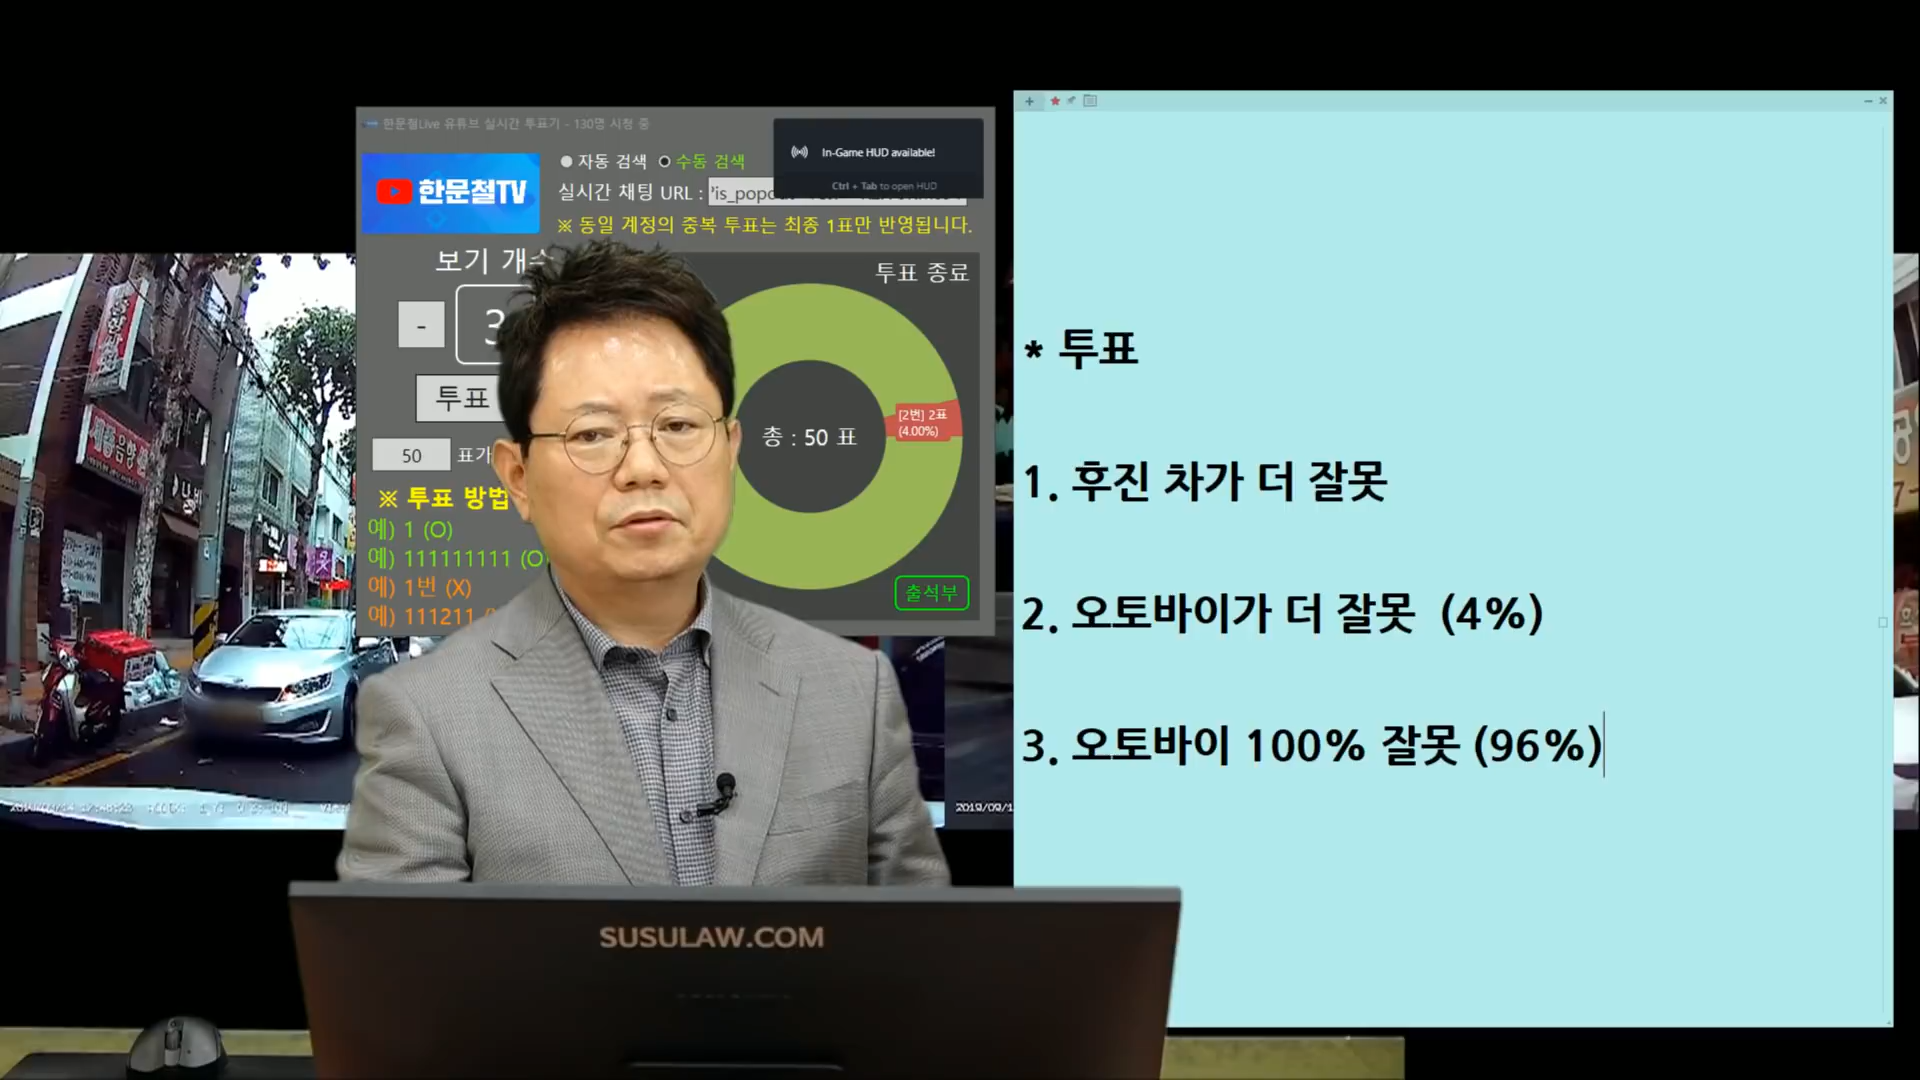 한문철Live 유튜브 실시간 투표기 - 130명 시청 중
한문철TV
자동 검색 수동 검색
실시간 채팅 URL :
In-Game HUD available!
Ctrl + Tab to open HUD
※ 동일 계정의 중복 투표는 최종 1표만 반영됩니다.
보기 개수
투표 종료
-
3
투표
50 표가
총 : 50 표
[2번] 2표
(4.00%)
※ 투표 방법
예) 1 (O)
예) 111111111 (O
예) 1번 (X)
예) 111211
출석부
* 투표
1. 후진 차가 더 잘못
2. 오토바이가 더 잘못 (4%)
3. 오토바이 100% 잘못 (96%)
2019/09/1
SUSULAW.COM